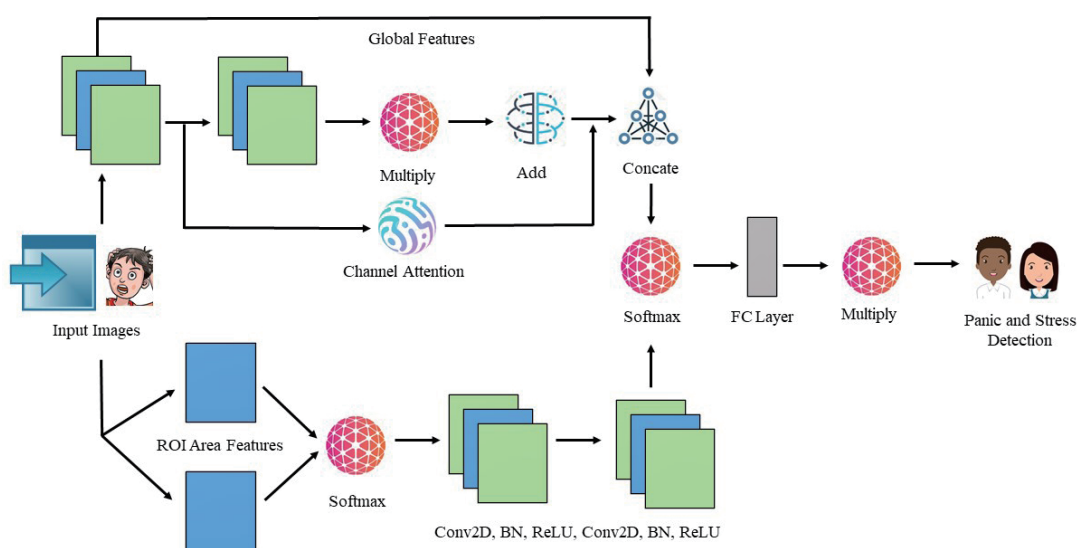 Global Features
Multiply
Add
Concate
Channel Attention
Input Images
Softmax
FC Layer
Multiply
Panic and Stress
Detection
ROI Area Features
Softmax
Conv2D, BN, ReLU, Conv2D, BN, ReLU